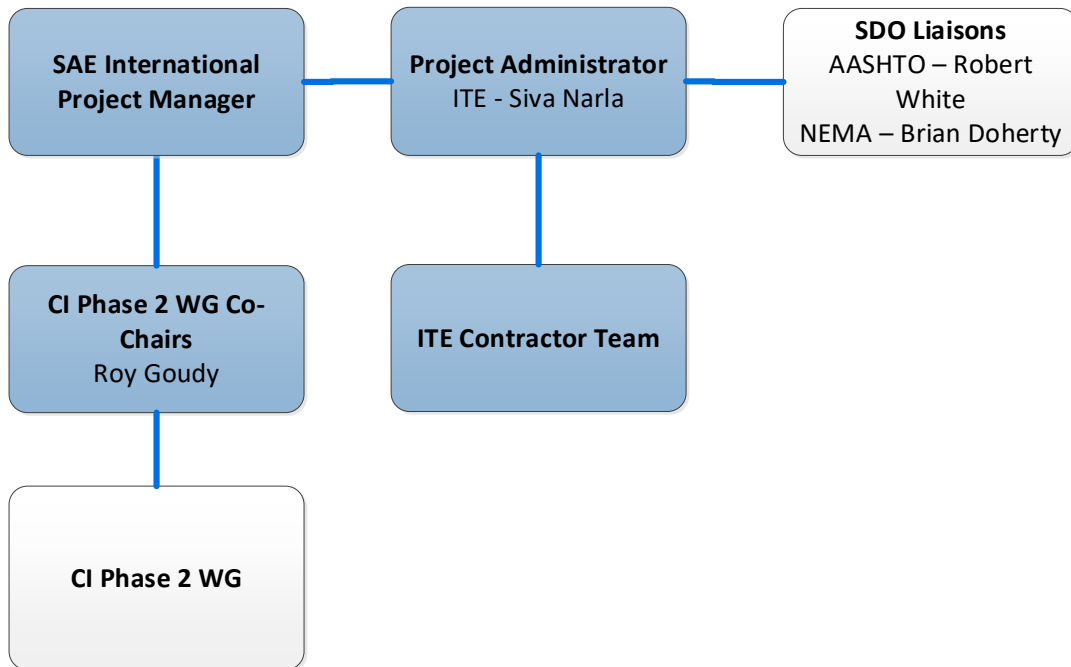 SAE International
Project Manager
Project Administrator
ITE - Siva Narla
SDO Liaisons
AASHTO – Robert
White
NEMA – Brian Doherty
CI Phase 2 WG Co-
Chairs
Roy Goudy
ITE Contractor Team
CI Phase 2 WG